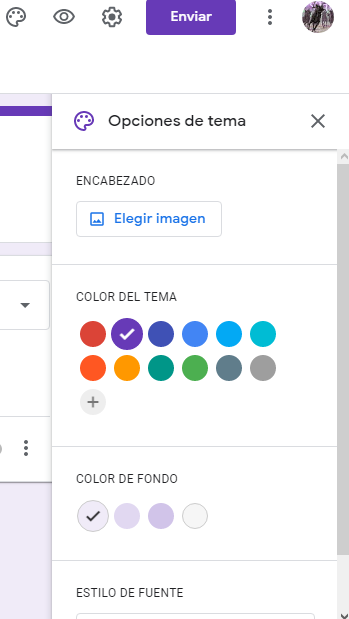 Enviar
Opciones de tema
ENCABEZADO
Elegir imagen
COLOR DEL TEMA
COLOR DE FONDO
ESTILO DE FUENTE